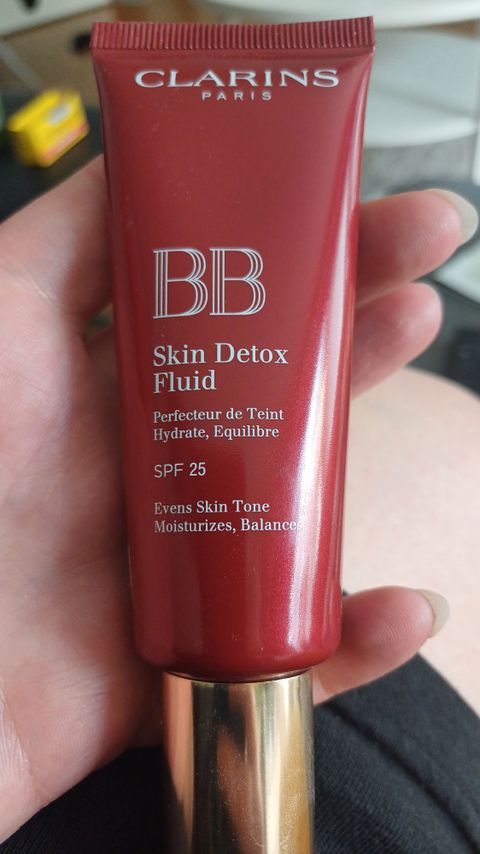 CLARINS
PARIS
BB
Skin Detox
Fluid
Perfecteur de Teint
Hydrate, Equilibre
SPF 25
Evens Skin Tone
Moisturizes, Balances